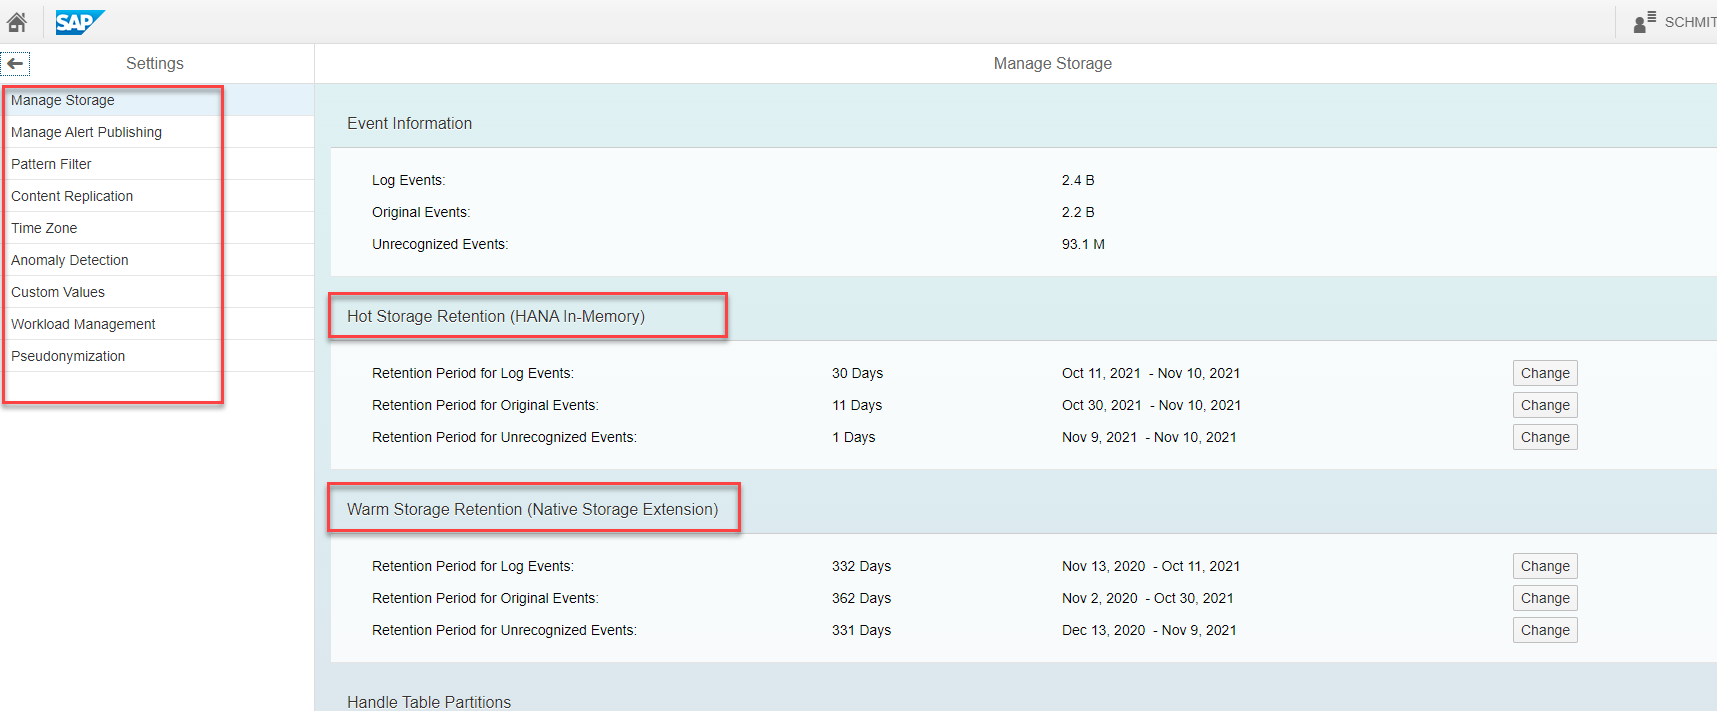 SAP
SCHMIT
Settings
Manage Storage
Manage Storage
Manage Alert Publishing
Pattern Filter
Content Replication
Time Zone
Anomaly Detection
Custom Values
Workload Management
Pseudonymization
Event Information
Log Events: 2.4 B
Original Events: 2.2 B
Unrecognized Events: 93.1 M
Hot Storage Retention (HANA In-Memory)
Retention Period for Log Events: 30 Days Oct 11, 2021 - Nov 10, 2021 Change
Retention Period for Original Events: 11 Days Oct 30, 2021 - Nov 10, 2021 Change
Retention Period for Unrecognized Events: 1 Days Nov 9, 2021 - Nov 10, 2021 Change
Warm Storage Retention (Native Storage Extension)
Retention Period for Log Events: 332 Days Nov 13, 2020 - Oct 11, 2021 Change
Retention Period for Original Events: 362 Days Nov 2, 2020 - Oct 30, 2021 Change
Retention Period for Unrecognized Events: 331 Days Dec 13, 2020 - Nov 9, 2021 Change
Handle Table Partitions